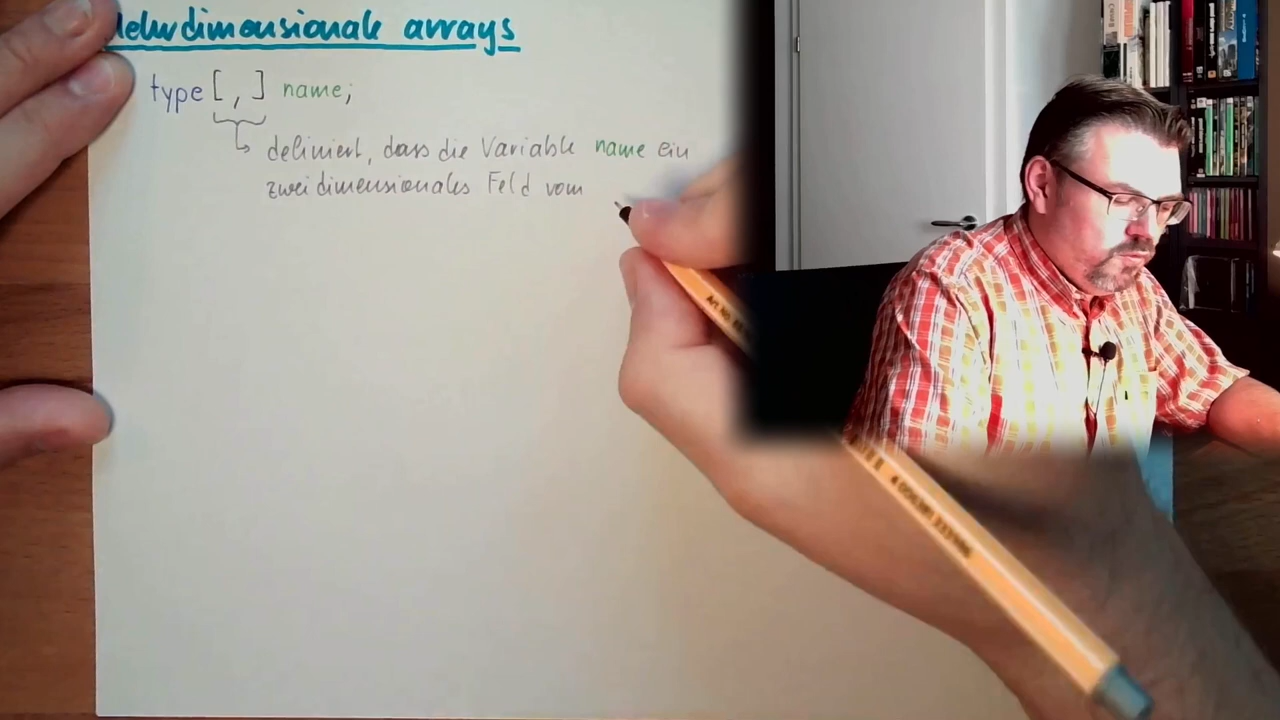 Mehrdimensionale arrays
type [ , ] name;
definiert, dass die Variable name ein
zweidimensionales Feld vom